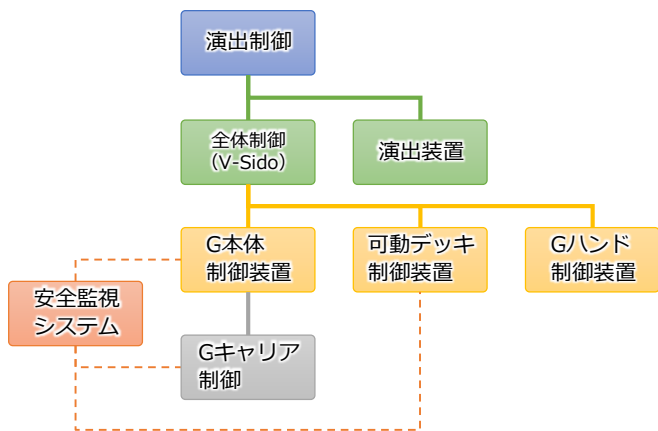 演出制御
全体制御
（V-Sido）
演出装置
G本体
制御装置
可動デッキ
制御装置
Gハンド
制御装置
安全監視
システム
Gキャリア
制御